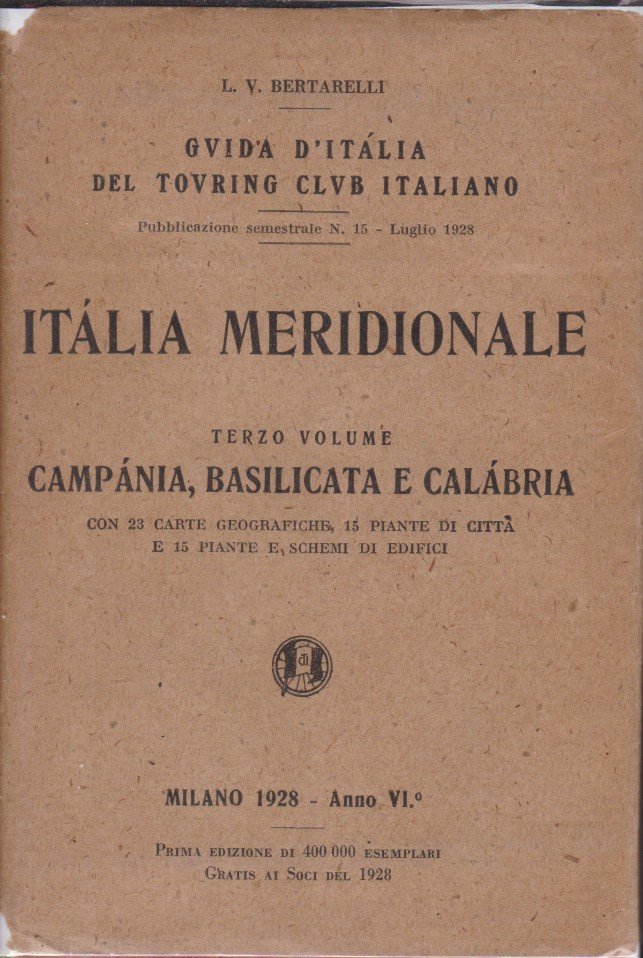 L. V. BERTARELLI
GVIDA D'ITÁLIA
DEL TOVRING CLVB ITALIANO
Pubblicazione semestrale N. 15 - Luglio 1928
ITÁLIA MERIDIONALE
TERZO VOLUME
CAMPÁNIA, BASILICATA E CALÁBRIA
CON 23 CARTE GEOGRAFICHE, 15 PIANTE DI CITTÀ
E 15 PIANTE E SCHEMI DI EDIFICI
MILANO 1928 - Anno VI.º
PRIMA EDIZIONE DI 400 000 ESEMPLARI
GRATIS AI SOCI DEL 1928